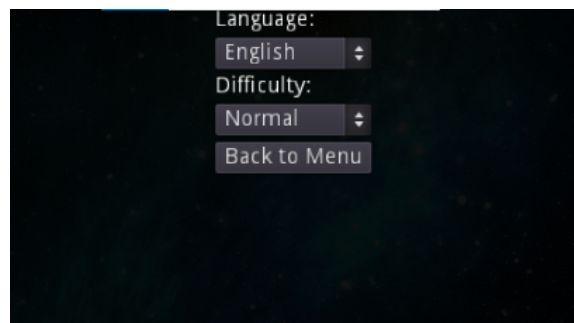 Language:
English
Difficulty:
Normal
Back to Menu